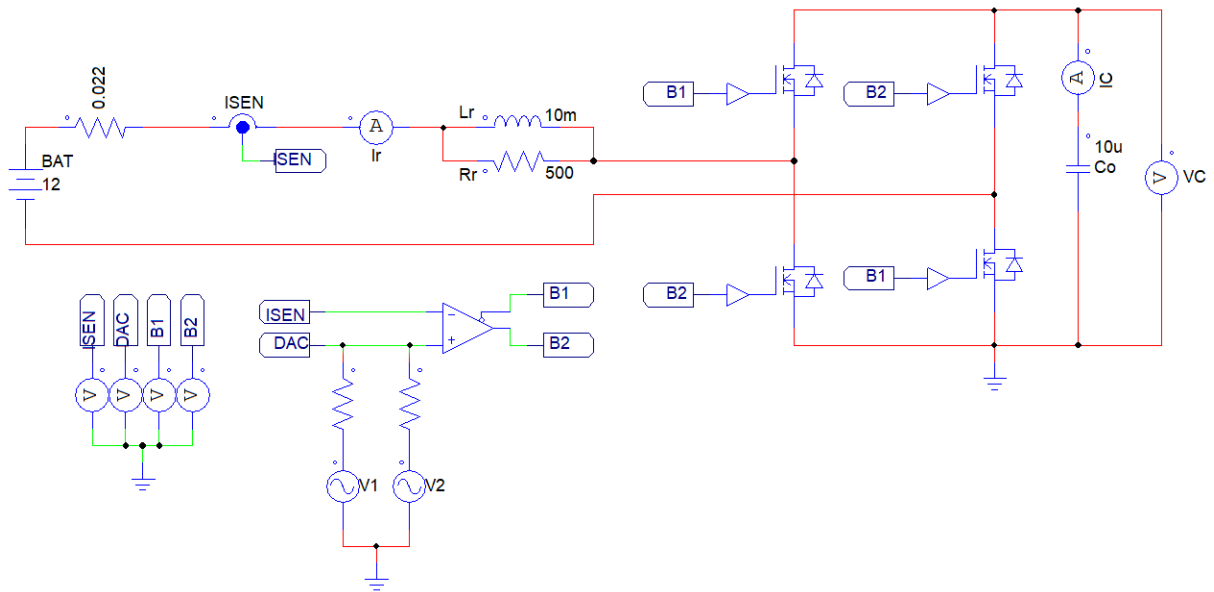 0.022
ISEN
ISEN
A
Ir
Lr
10m
Rr
500
BAT
12
B1
B2
A
IC
10u
Co
V
VC
B2
B1
ISEN
DAC
B1
B2
V
V
V
V
ISEN
DAC
B1
B2
V1
V2